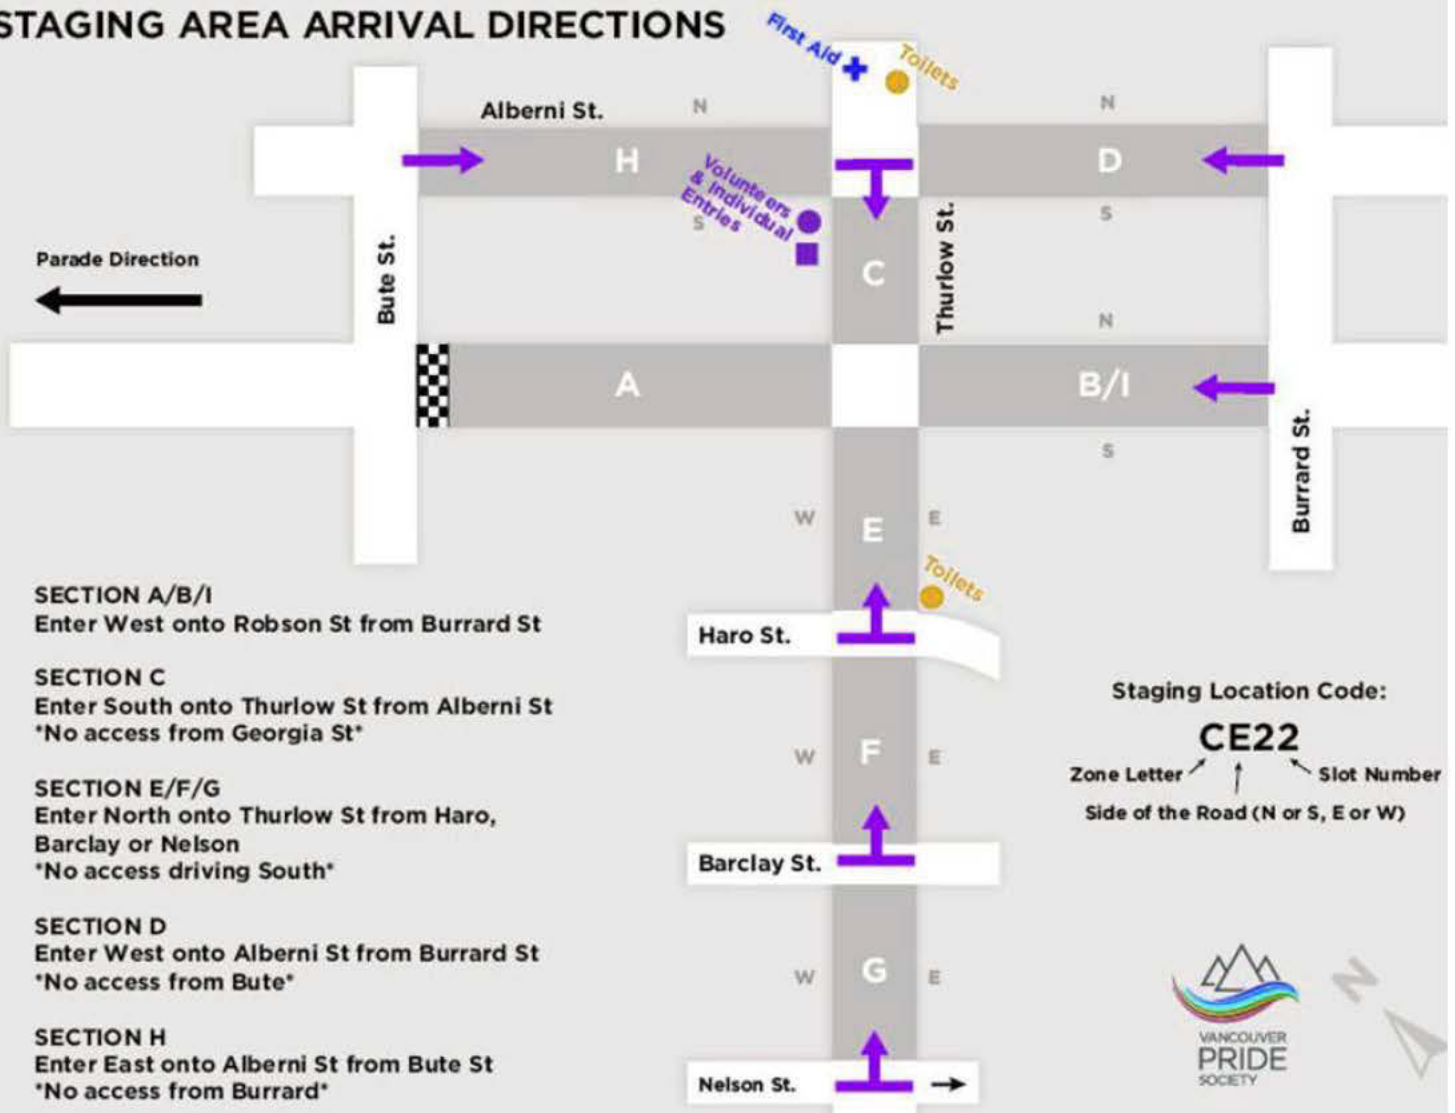 STAGING AREA ARRIVAL DIRECTIONS
First Aid
Toilets
Alberni St.
N
N
H
D
Volunteers
& Individual
Entries
S
S
Parade Direction
Bute St.
C
Thurlow St.
N
A
B/I
S
Burrard St.
W
E
E
Toilets
SECTION A/B/I
Enter West onto Robson St from Burrard St
Haro St.
SECTION C
Enter South onto Thurlow St from Alberni St
*No access from Georgia St*
Staging Location Code:
CE22
Zone Letter
Slot Number
Side of the Road (N or S, E or W)
W
F
E
SECTION E/F/G
Enter North onto Thurlow St from Haro,
Barclay or Nelson
*No access driving South*
Barclay St.
SECTION D
Enter West onto Alberni St from Burrard St
*No access from Bute*
W
G
E
SECTION H
Enter East onto Alberni St from Bute St
*No access from Burrard*
Nelson St.
VANCOUVER
PRIDE
SOCIETY
N